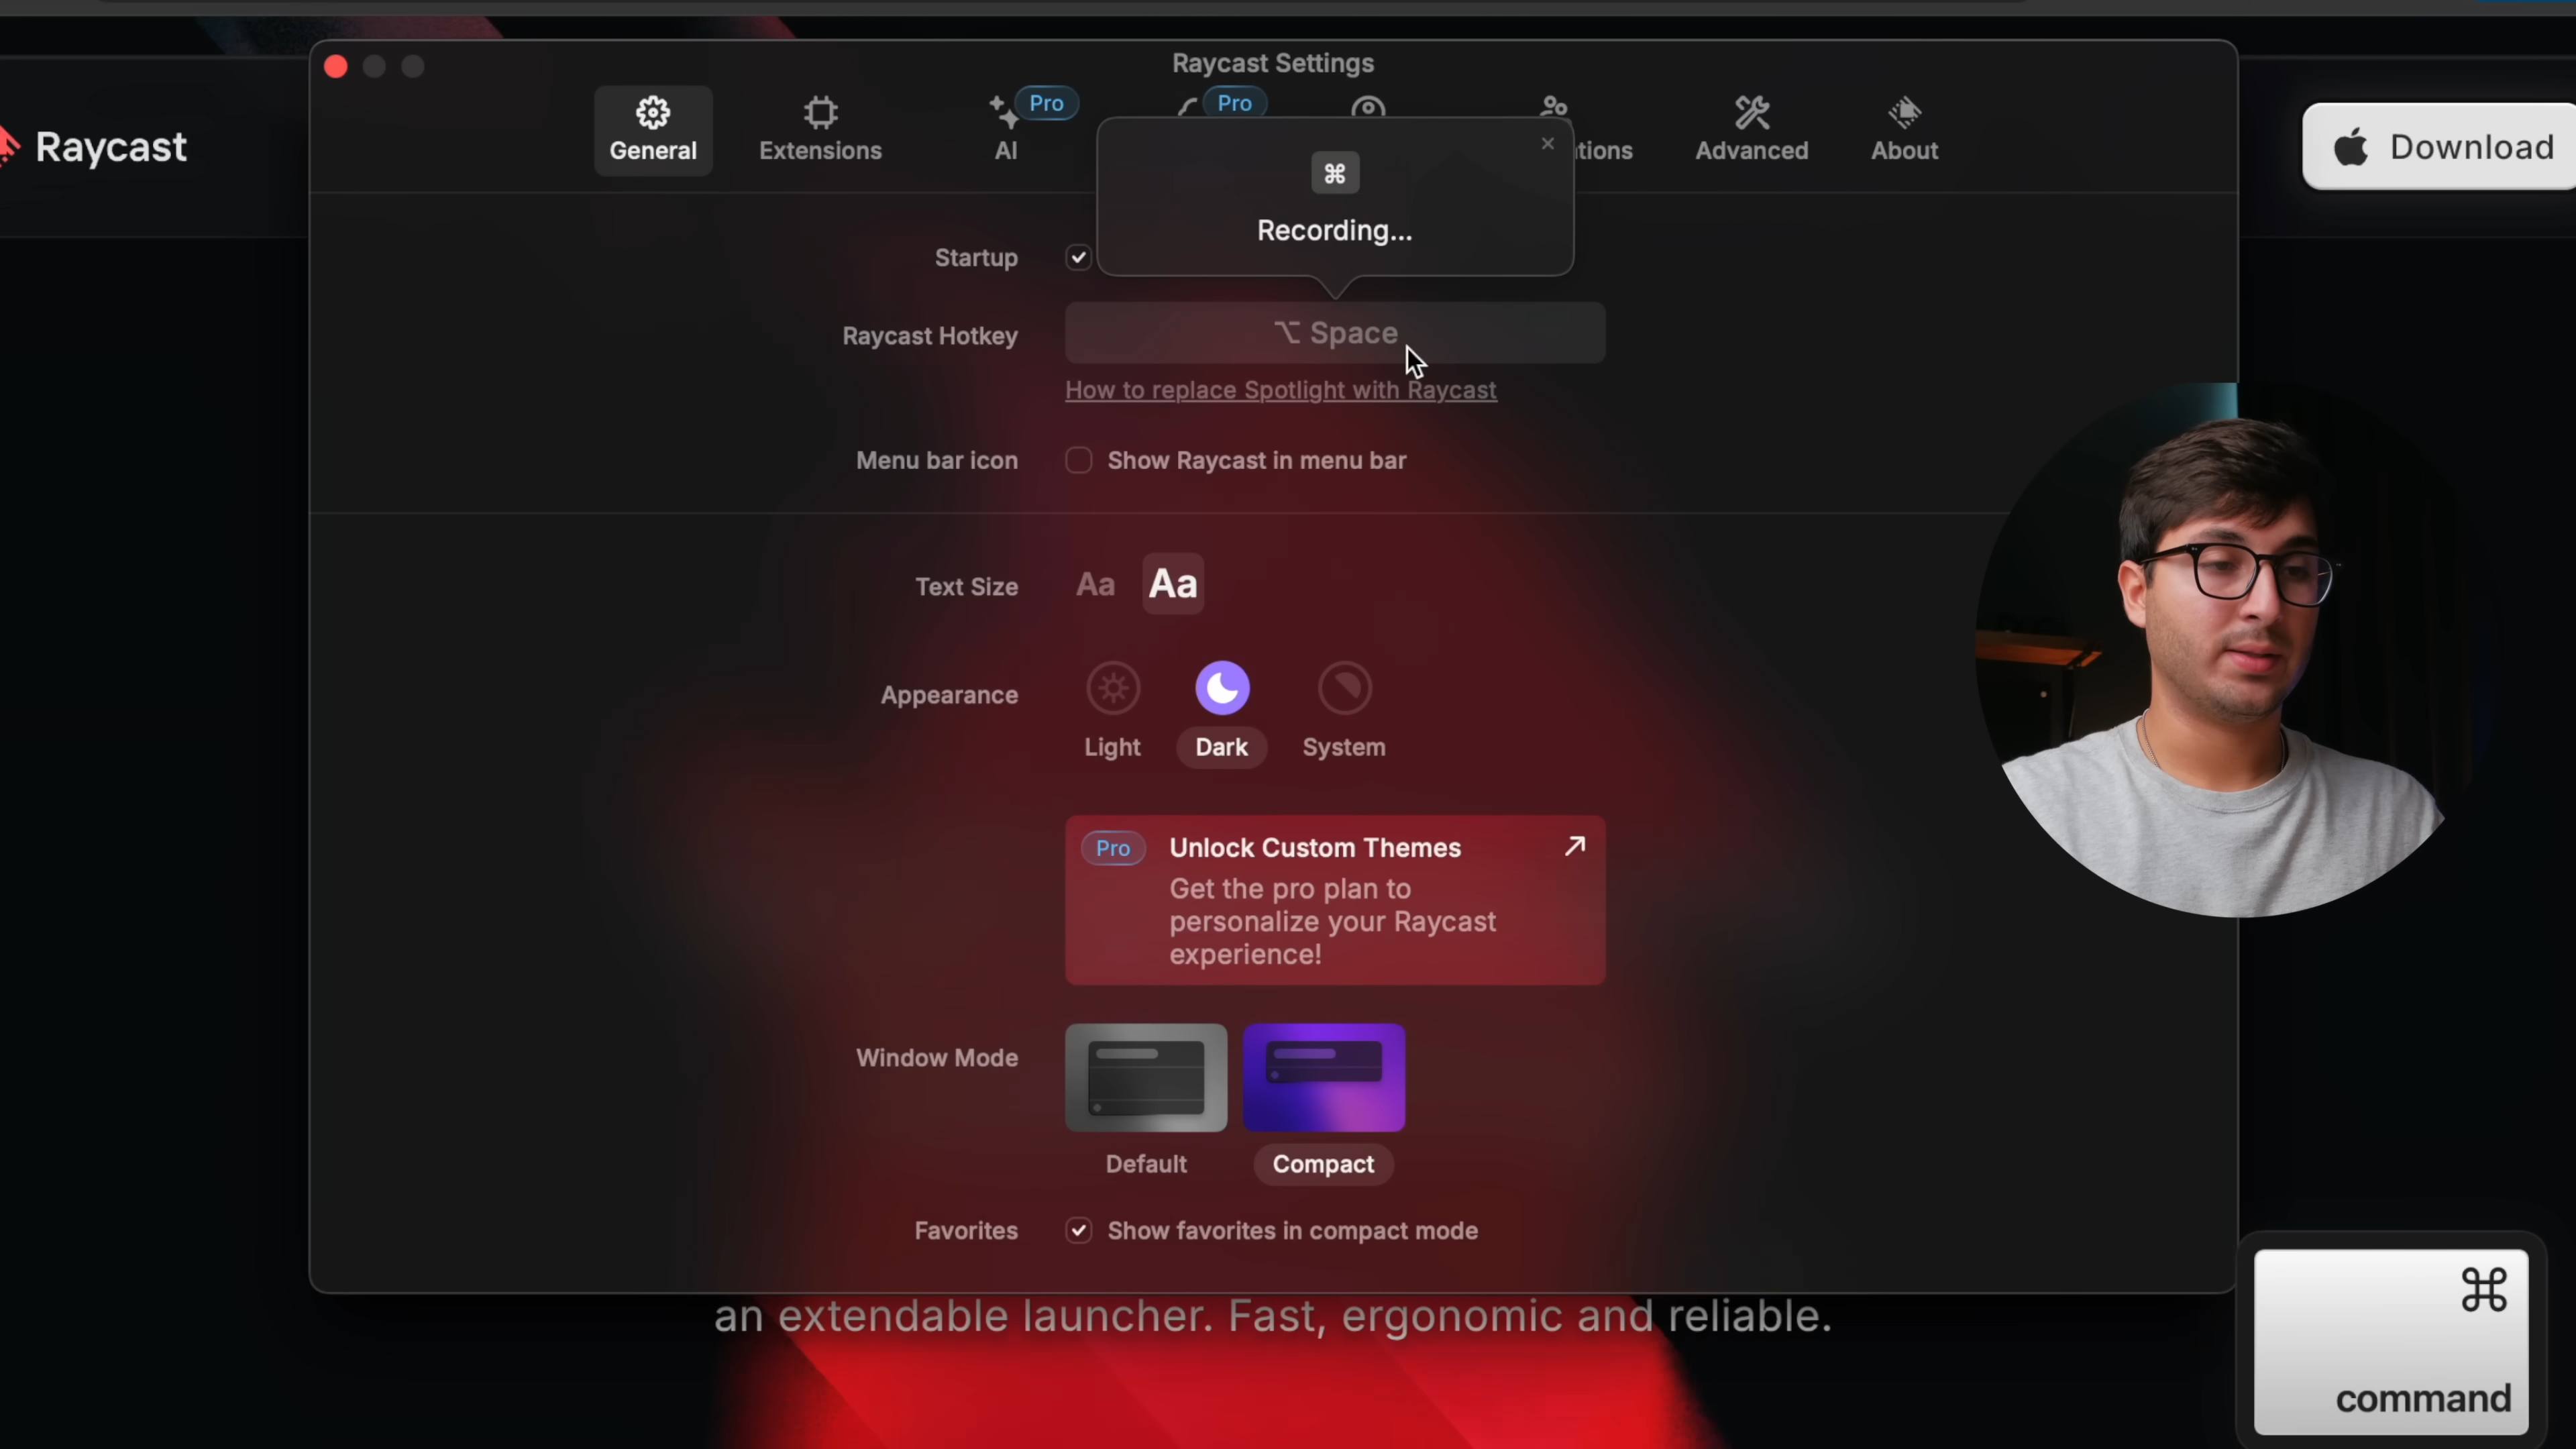 Raycast Settings
Raycast
Download
General
Extensions
Pro
AI
Pro
tions
Advanced
About
⌘
Recording...
Startup
Raycast Hotkey
⌥ Space
How to replace Spotlight with Raycast
Menu bar icon
Show Raycast in menu bar
Text Size
Aa
Aa
Appearance
Light
Dark
System
Pro
Unlock Custom Themes
Get the pro plan to
personalize your Raycast
experience!
Window Mode
Default
Compact
Favorites
Show favorites in compact mode
an extendable launcher. Fast, ergonomic and reliable.
⌘
command